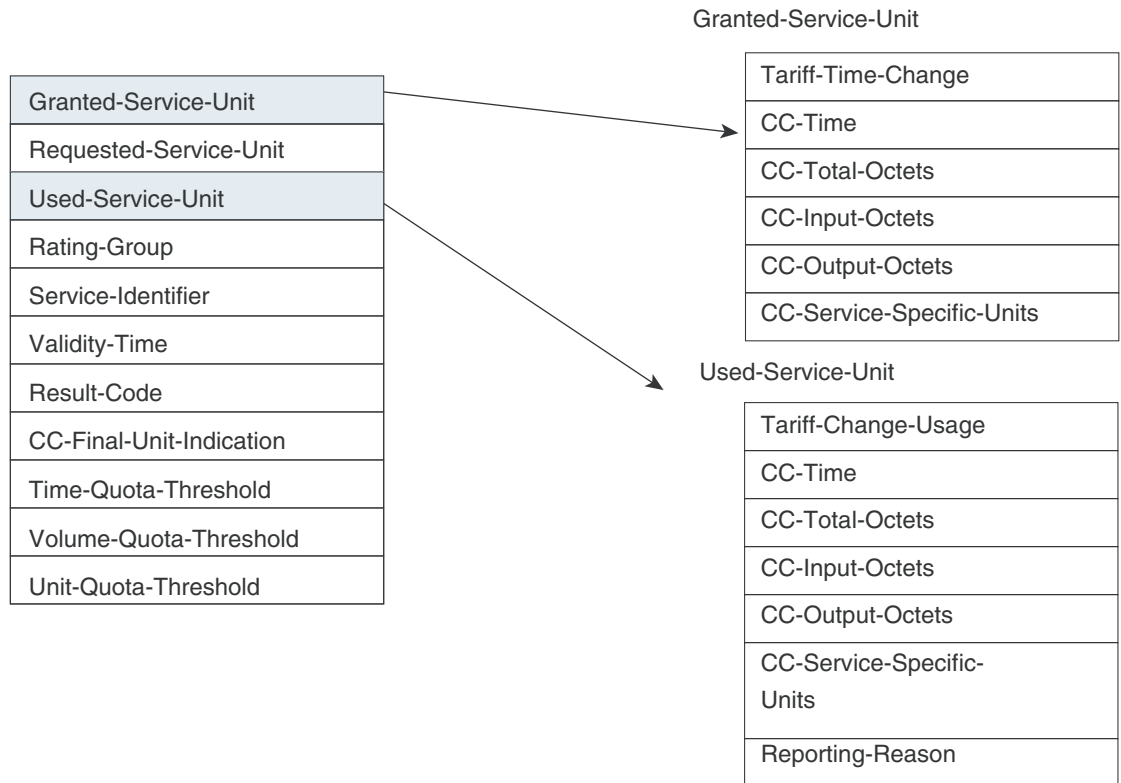 Granted-Service-Unit
Requested-Service-Unit
Used-Service-Unit
Rating-Group
Service-Identifier
Validity-Time
Result-Code
CC-Final-Unit-Indication
Time-Quota-Threshold
Volume-Quota-Threshold
Unit-Quota-Threshold
Granted-Service-Unit
Tariff-Time-Change
CC-Time
CC-Total-Octets
CC-Input-Octets
CC-Output-Octets
CC-Service-Specific-Units
Used-Service-Unit
Tariff-Change-Usage
CC-Time
CC-Total-Octets
CC-Input-Octets
CC-Output-Octets
CC-Service-Specific-
Units
Reporting-Reason